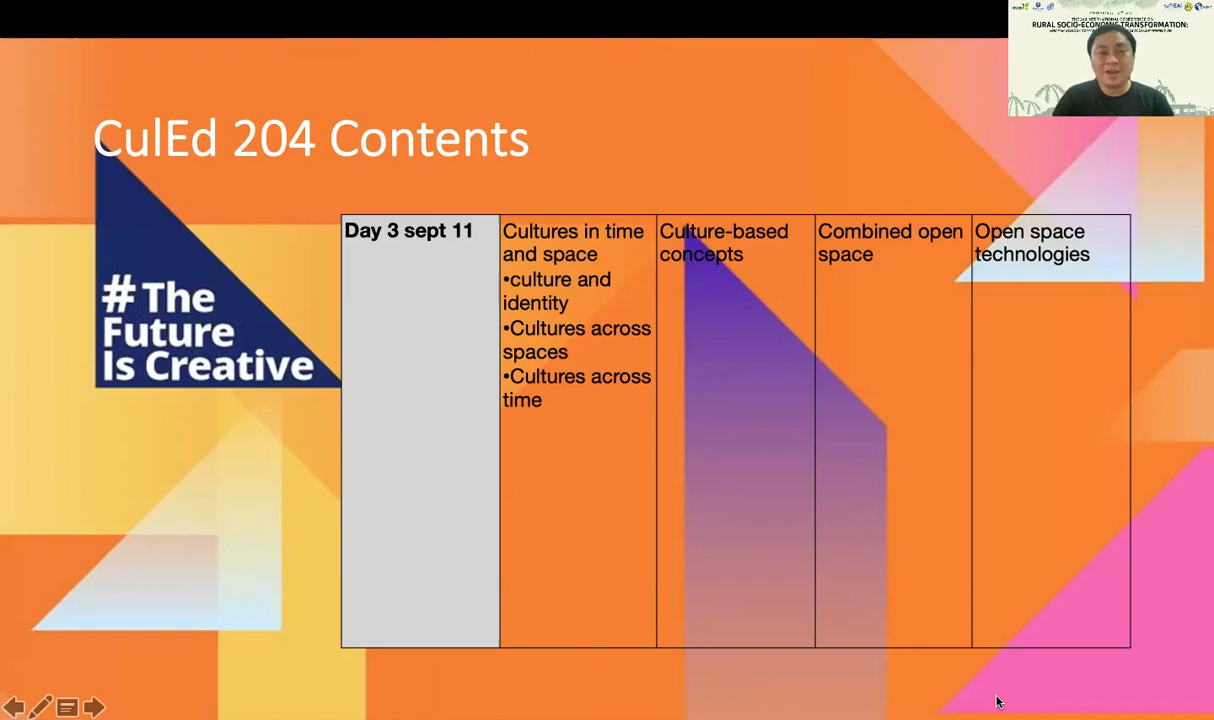 RURAL SOCIO-ECONOMIC TRANSFORMATION:
CulEd 204 Contents
# The
Future
Is Creative
Day 3 sept 11
Cultures in time
and space
•culture and
identity
•Cultures across
spaces
•Cultures across
time
Culture-based
concepts
Combined open
space
Open space
technologies